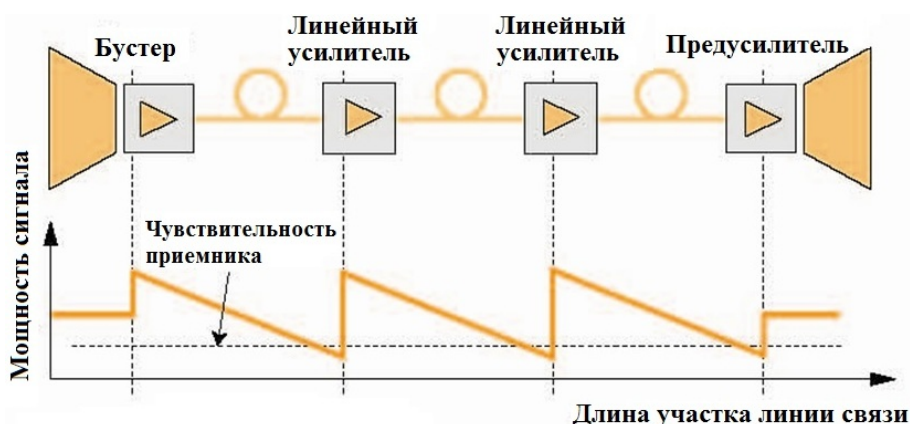 Бустер
Линейный
усилитель
Линейный
усилитель
Предусилитель
Мощность сигнала
Чувствительность
приемника
Длина участка линии связи